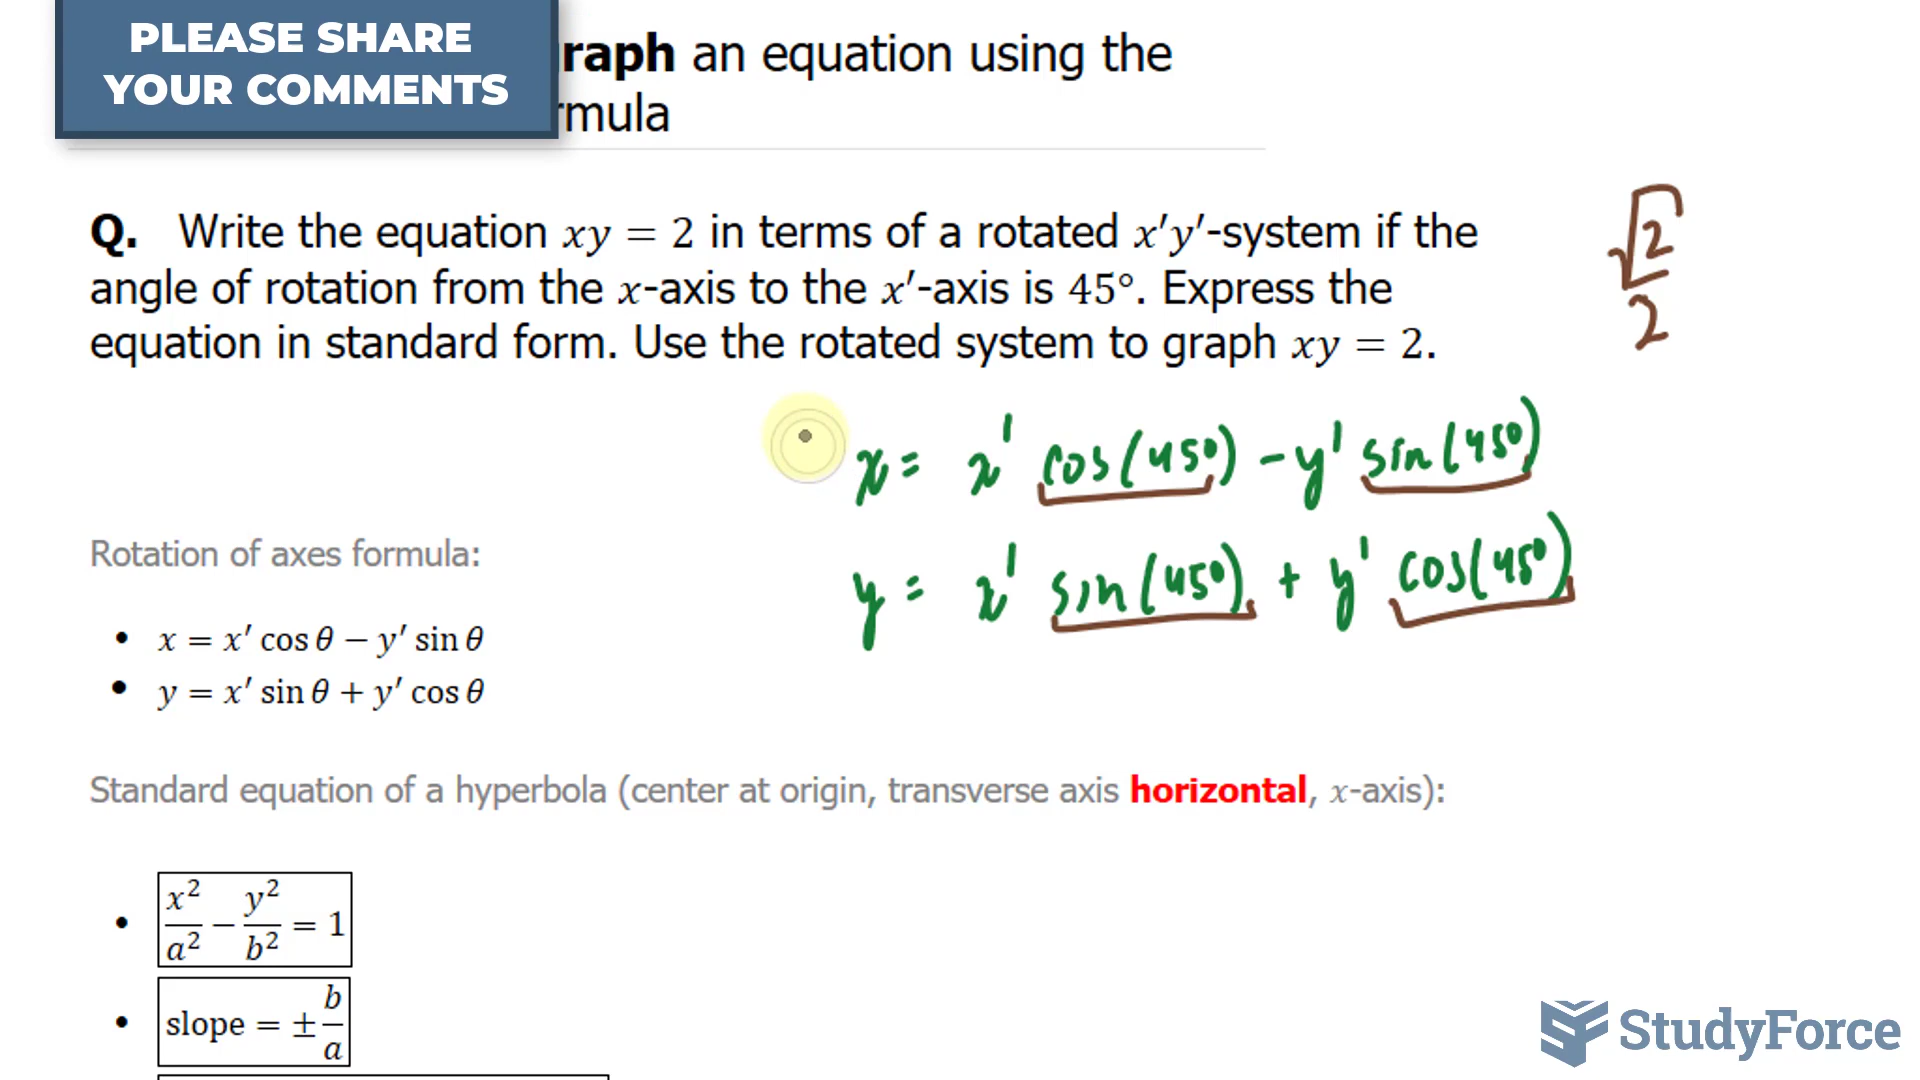 PLEASE SHARE
YOUR COMMENTS
raph an equation using the
rmula
Q. Write the equation xy = 2 in terms of a rotated x′y′-system if the
angle of rotation from the x-axis to the x′-axis is 45°. Express the
equation in standard form. Use the rotated system to graph xy = 2.
√2/2
x = x' cos(45°) - y' sin(45°)
y = x' sin(45°) + y' cos(45°)
Rotation of axes formula:
• x = x′ cos θ − y′ sin θ
• y = x′ sin θ + y′ cos θ
Standard equation of a hyperbola (center at origin, transverse axis horizontal, x-axis):
• x²/a² − y²/b² = 1
• slope = ± b/a
StudyForce